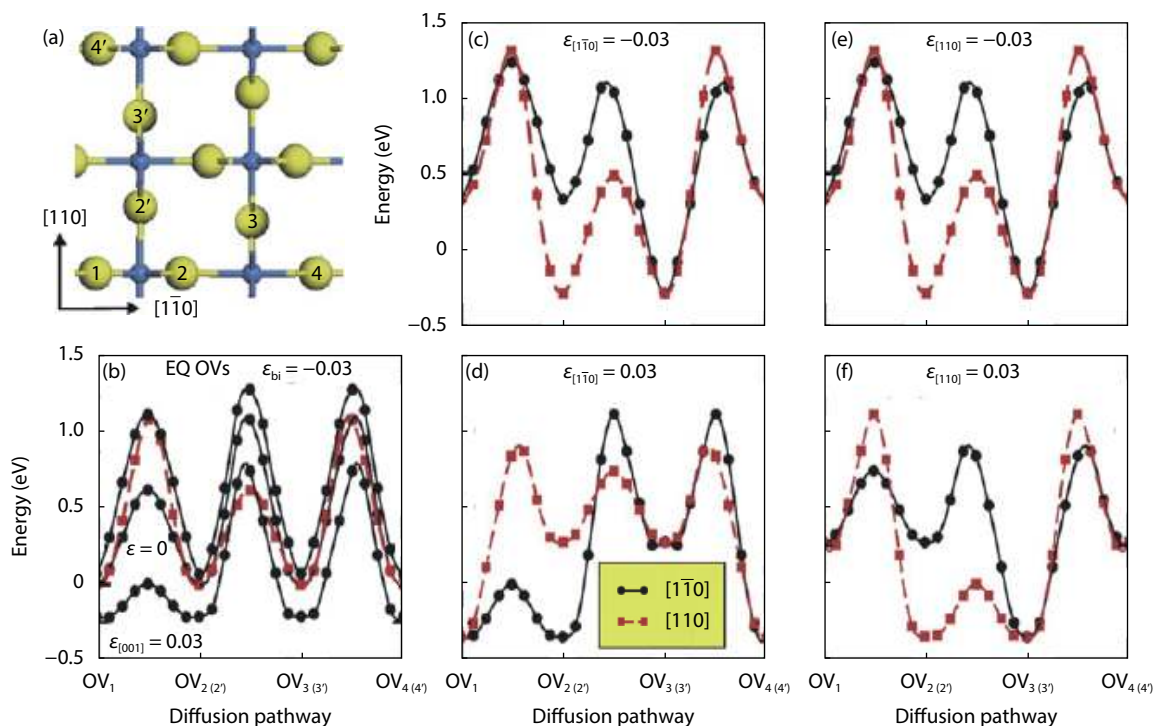 (a)
4′
3′
2′
3
1
2
4
[110]
[11̅0]
(b)
EQ OVs
ε_bi = −0.03
ε = 0
ε_[001] = 0.03
1.5
1.0
0.5
0
−0.5
Energy (eV)
OV₁
OV₂ ₍₂′₎
OV₃ ₍₃′₎
OV₄ ₍₄′₎
Diffusion pathway
(c)
ε_[11̅0] = −0.03
1.5
1.0
0.5
0
−0.5
Energy (eV)
(d)
ε_[11̅0] = 0.03
[11̅0]
[110]
OV₁
OV₂ ₍₂′₎
OV₃ ₍₃′₎
OV₄ ₍₄′₎
Diffusion pathway
(e)
ε_[110] = −0.03
(f)
ε_[110] = 0.03
OV₁
OV₂ ₍₂′₎
OV₃ ₍₃′₎
OV₄ ₍₄′₎
Diffusion pathway